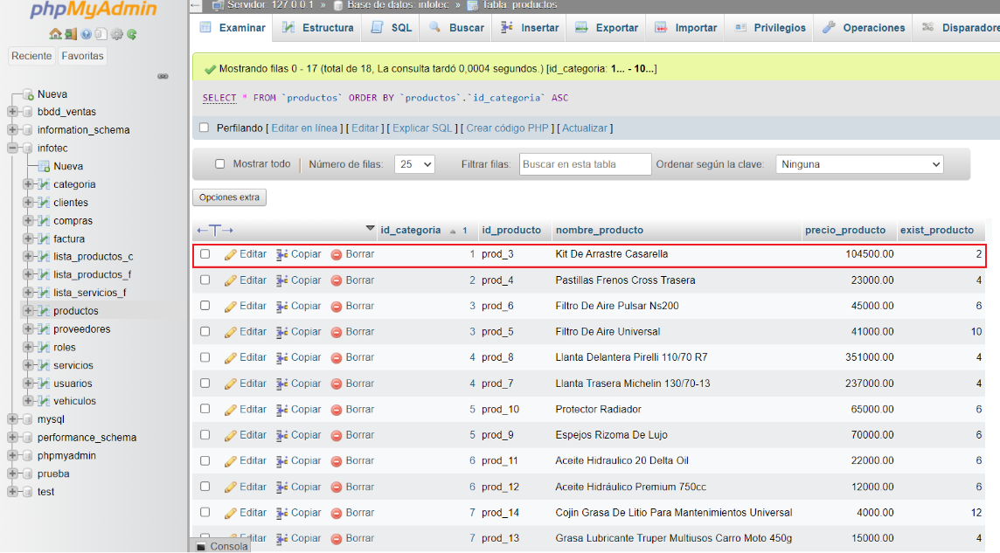 phpMyAdmin
Reciente Favoritas
Nueva
bbdd_ventas
information_schema
infotec
Nueva
categoria
clientes
compras
factura
lista_productos_c
lista_productos_f
lista_servicios_f
productos
proveedores
roles
servicios
usuarios
vehiculos
mysql
performance_schema
phpmyadmin
prueba
test
Servidor: 127.0.0.1 » Base de datos: infotec » Tabla: productos
Examinar Estructura SQL Buscar Insertar Exportar Importar Privilegios Operaciones Disparadore
Mostrando filas 0 - 17 (total de 18, La consulta tardó 0,0004 segundos.) [id_categoria: 1... - 10...]
SELECT * FROM `productos` ORDER BY `productos`.`id_categoria` ASC
Perfilando [ Editar en línea ] [ Editar ] [ Explicar SQL ] [ Crear código PHP ] [ Actualizar ]
Mostrar todo Número de filas: 25 Filtrar filas: Buscar en esta tabla Ordenar según la clave: Ninguna
Opciones extra
←T→ id_categoria 1 id_producto nombre_producto precio_producto exist_producto
Editar Copiar Borrar 1 prod_3 Kit De Arrastre Casarella 104500.00 2
Editar Copiar Borrar 2 prod_4 Pastillas Frenos Cross Trasera 23000.00 4
Editar Copiar Borrar 3 prod_6 Filtro De Aire Pulsar Ns200 45000.00 6
Editar Copiar Borrar 3 prod_5 Filtro De Aire Universal 41000.00 10
Editar Copiar Borrar 4 prod_8 Llanta Delantera Pirelli 110/70 R7 351000.00 4
Editar Copiar Borrar 4 prod_7 Llanta Trasera Michelin 130/70-13 237000.00 4
Editar Copiar Borrar 5 prod_10 Protector Radiador 65000.00 6
Editar Copiar Borrar 5 prod_9 Espejos Rizoma De Lujo 70000.00 6
Editar Copiar Borrar 6 prod_11 Aceite Hidraulico 20 Delta Oil 22000.00 6
Editar Copiar Borrar 6 prod_12 Aceite Hidráulico Premium 750cc 12000.00 6
Editar Copiar Borrar 7 prod_14 Cojin Grasa De Litio Para Mantenimientos Universal 4000.00 12
Editar Copiar Borrar 7 prod_13 Grasa Lubricante Truper Multiusos Carro Moto 450g 15000.00 4
Consola